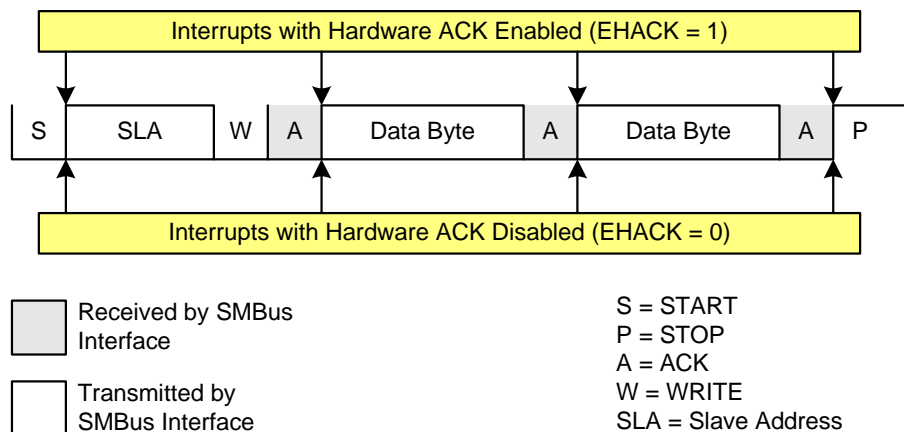 Interrupts with Hardware ACK Enabled (EHACK = 1)
S SLA W A Data Byte A Data Byte A P
Interrupts with Hardware ACK Disabled (EHACK = 0)
Received by SMBus
Interface
Transmitted by
SMBus Interface
S = START
P = STOP
A = ACK
W = WRITE
SLA = Slave Address